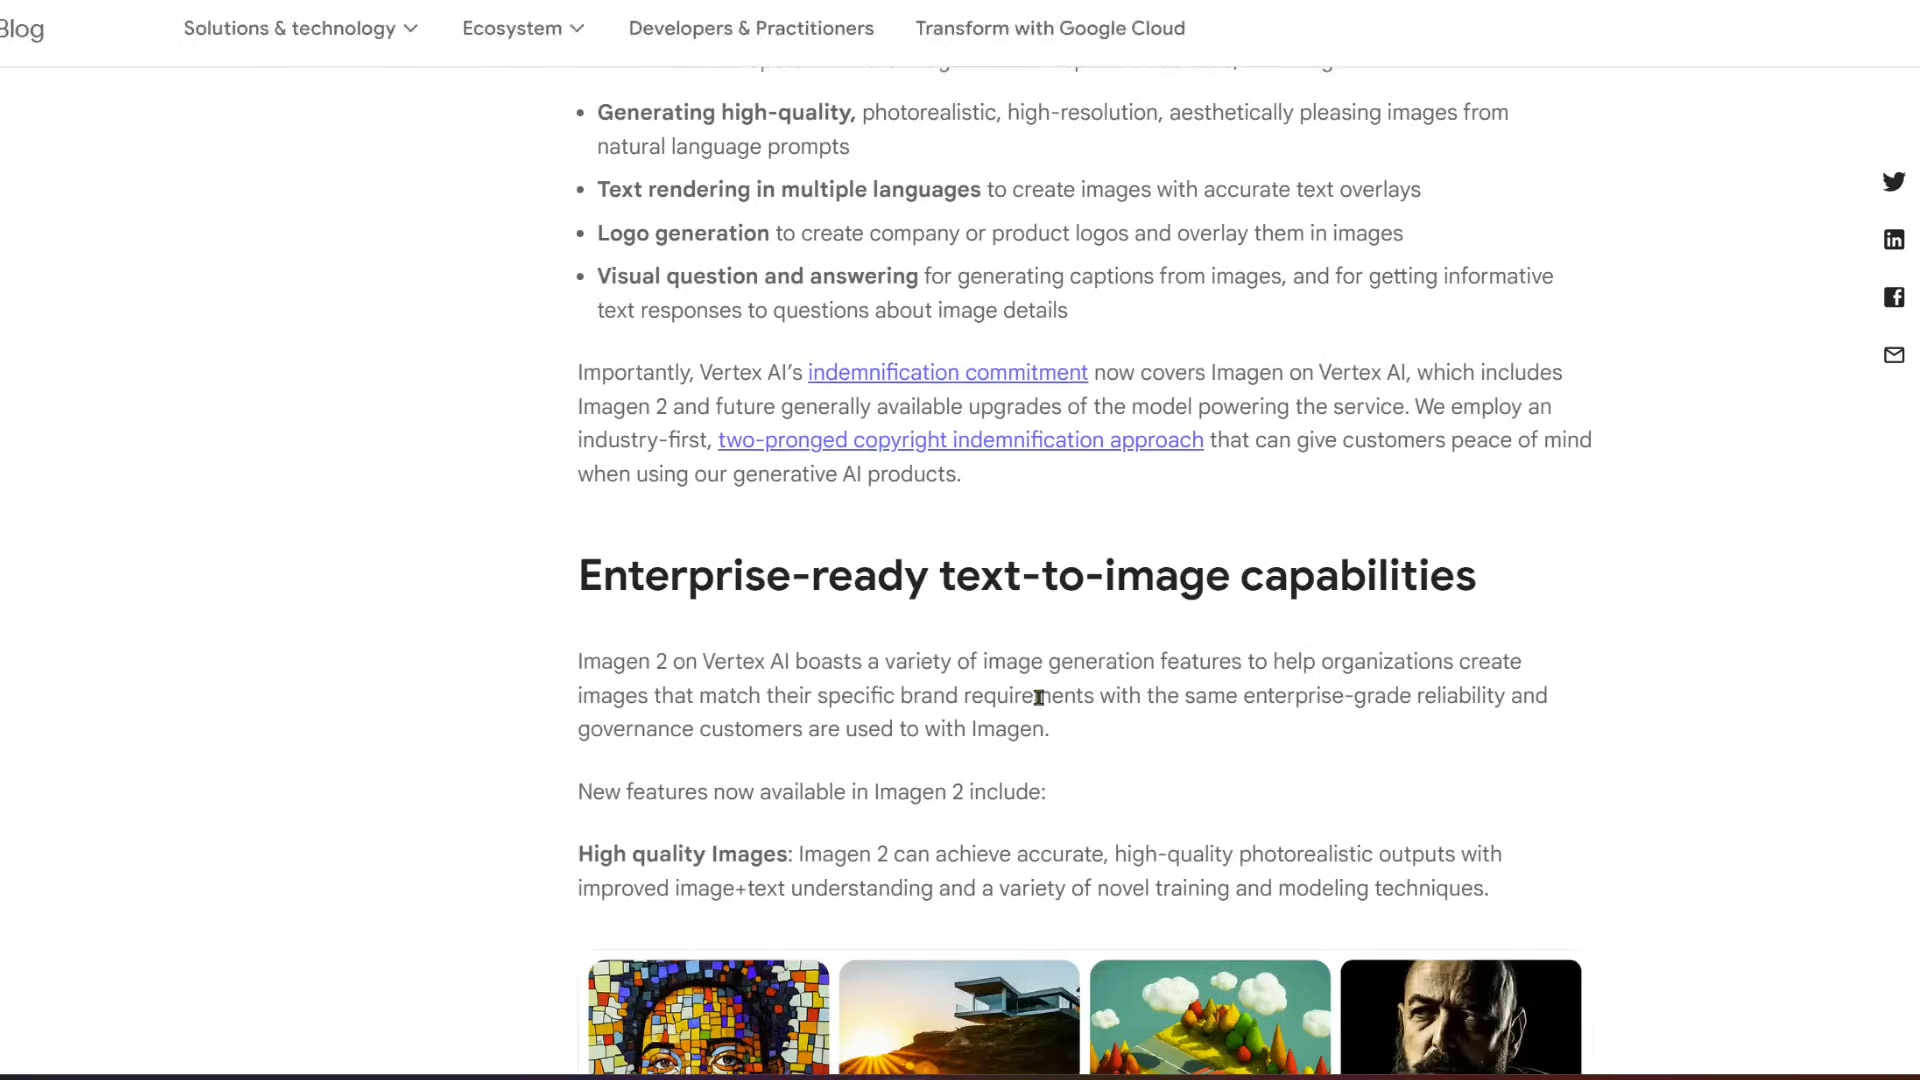 Blog
Solutions & technology
Ecosystem
Developers & Practitioners
Transform with Google Cloud
• Generating high-quality, photorealistic, high-resolution, aesthetically pleasing images from
natural language prompts
• Text rendering in multiple languages to create images with accurate text overlays
• Logo generation to create company or product logos and overlay them in images
• Visual question and answering for generating captions from images, and for getting informative
text responses to questions about image details
Importantly, Vertex AI’s indemnification commitment now covers Imagen on Vertex AI, which includes
Imagen 2 and future generally available upgrades of the model powering the service. We employ an
industry-first, two-pronged copyright indemnification approach that can give customers peace of mind
when using our generative AI products.
Enterprise-ready text-to-image capabilities
Imagen 2 on Vertex AI boasts a variety of image generation features to help organizations create
images that match their specific brand requirements with the same enterprise-grade reliability and
governance customers are used to with Imagen.
New features now available in Imagen 2 include:
High quality Images: Imagen 2 can achieve accurate, high-quality photorealistic outputs with
improved image+text understanding and a variety of novel training and modeling techniques.